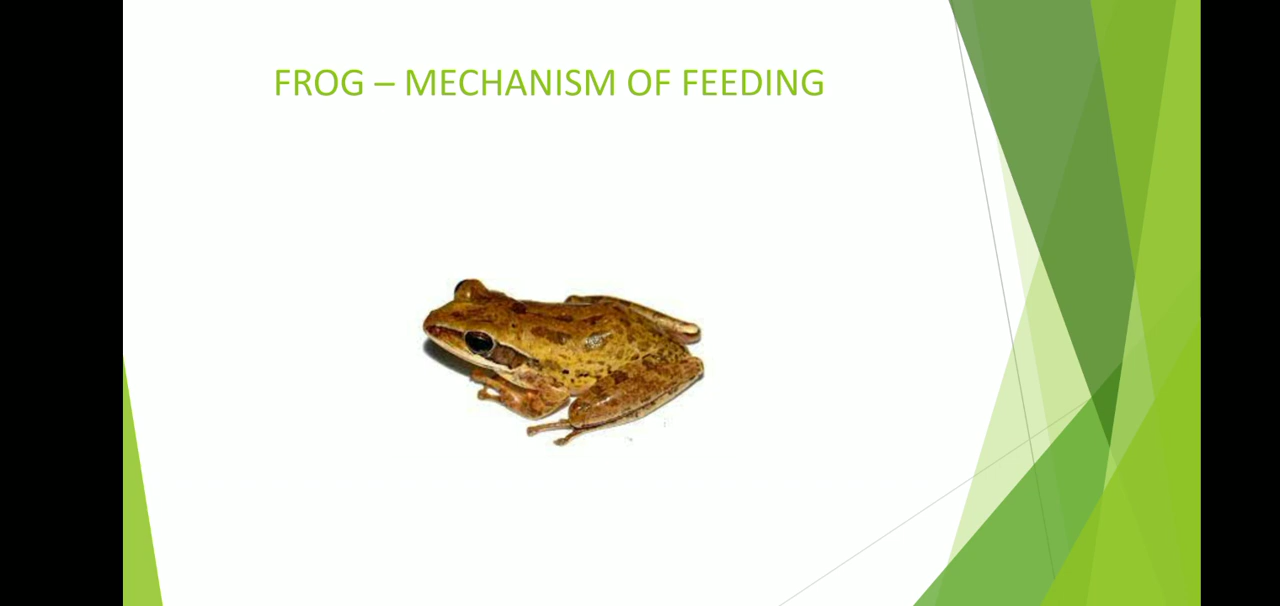 FROG – MECHANISM OF FEEDING